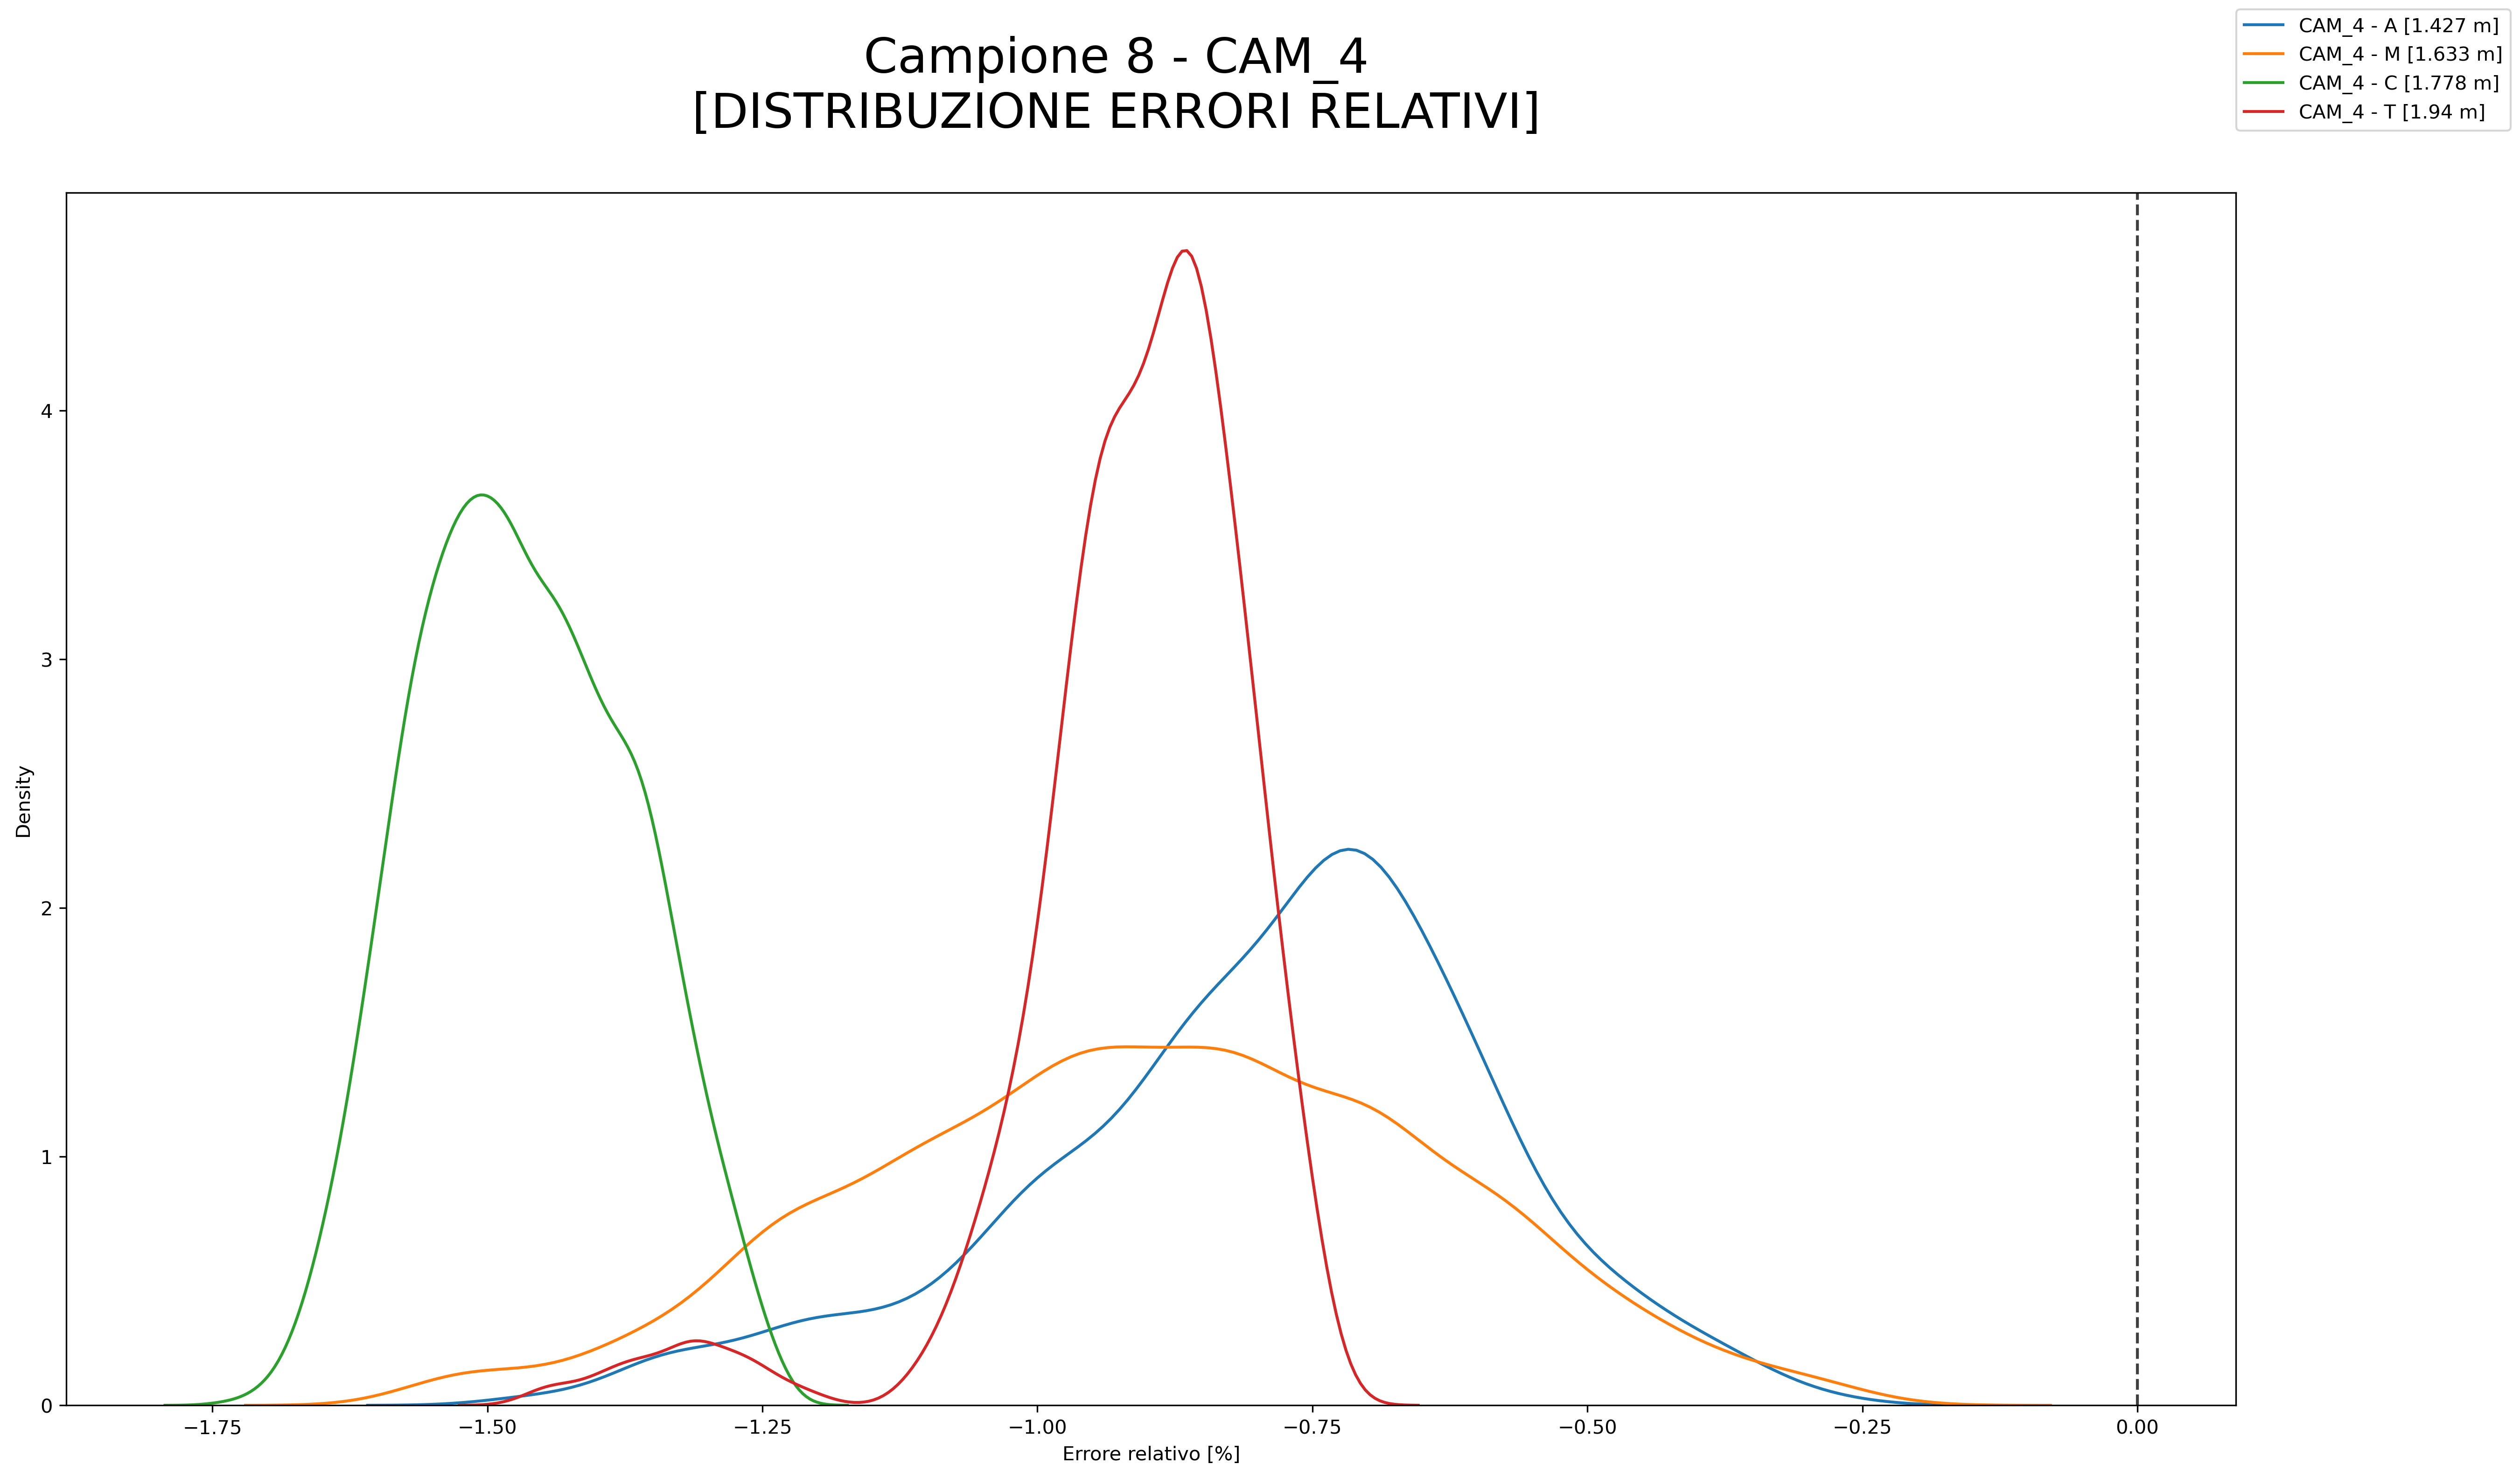 Campione 8 - CAM_4
[DISTRIBUZIONE ERRORI RELATIVI]
CAM_4 - A [1.427 m]
CAM_4 - M [1.633 m]
CAM_4 - C [1.778 m]
CAM_4 - T [1.94 m]
4
3
2
1
0
Density
−1.75
−1.50
−1.25
−1.00
−0.75
−0.50
−0.25
0.00
Errore relativo [%]